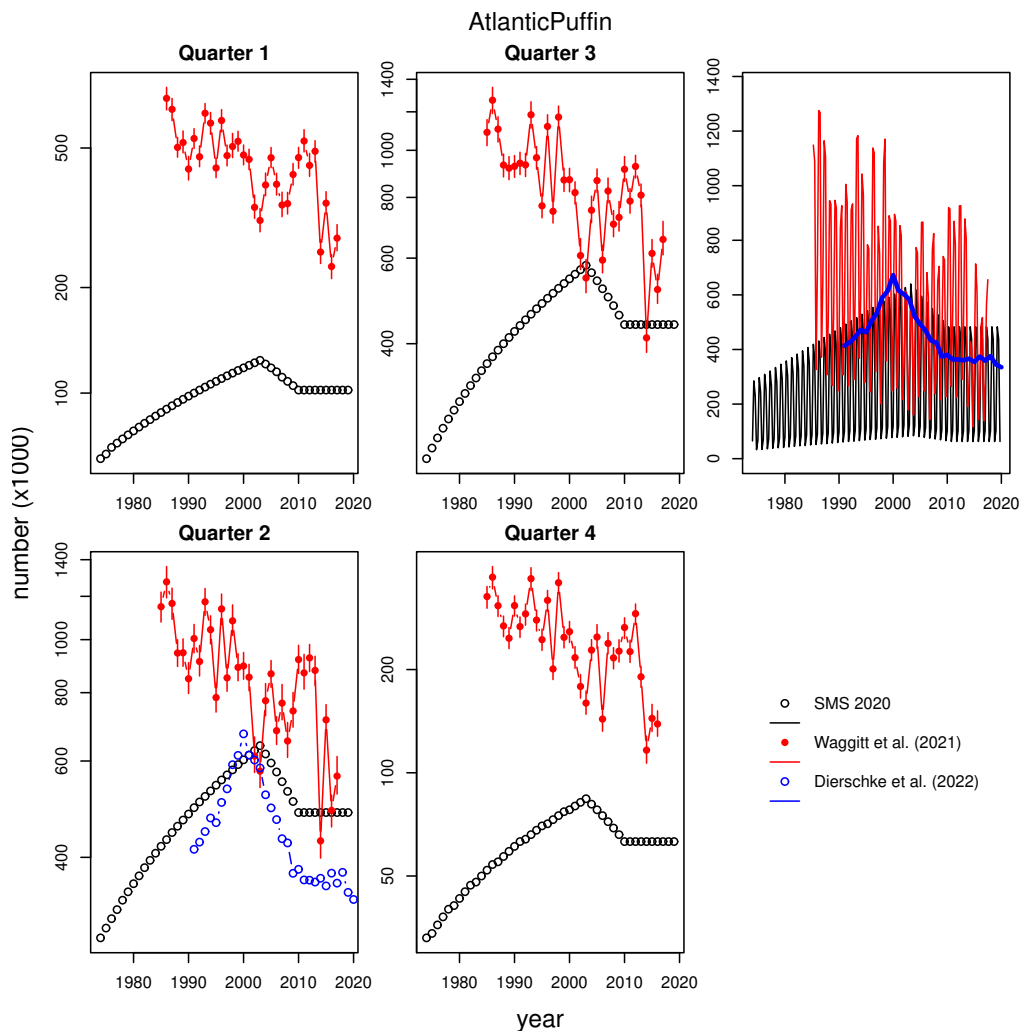 AtlanticPuffin
Quarter 1
500
200
100
1980 1990 2000 2010 2020
Quarter 3
1400
1000
800
600
400
1980 1990 2000 2010 2020
1400
1200
1000
800
600
400
200
0
1980 1990 2000 2010 2020
number (x1000)
Quarter 2
1400
1000
800
600
400
1980 1990 2000 2010 2020
Quarter 4
200
100
50
1980 1990 2000 2010 2020
SMS 2020
Waggitt et al. (2021)
Dierschke et al. (2022)
year